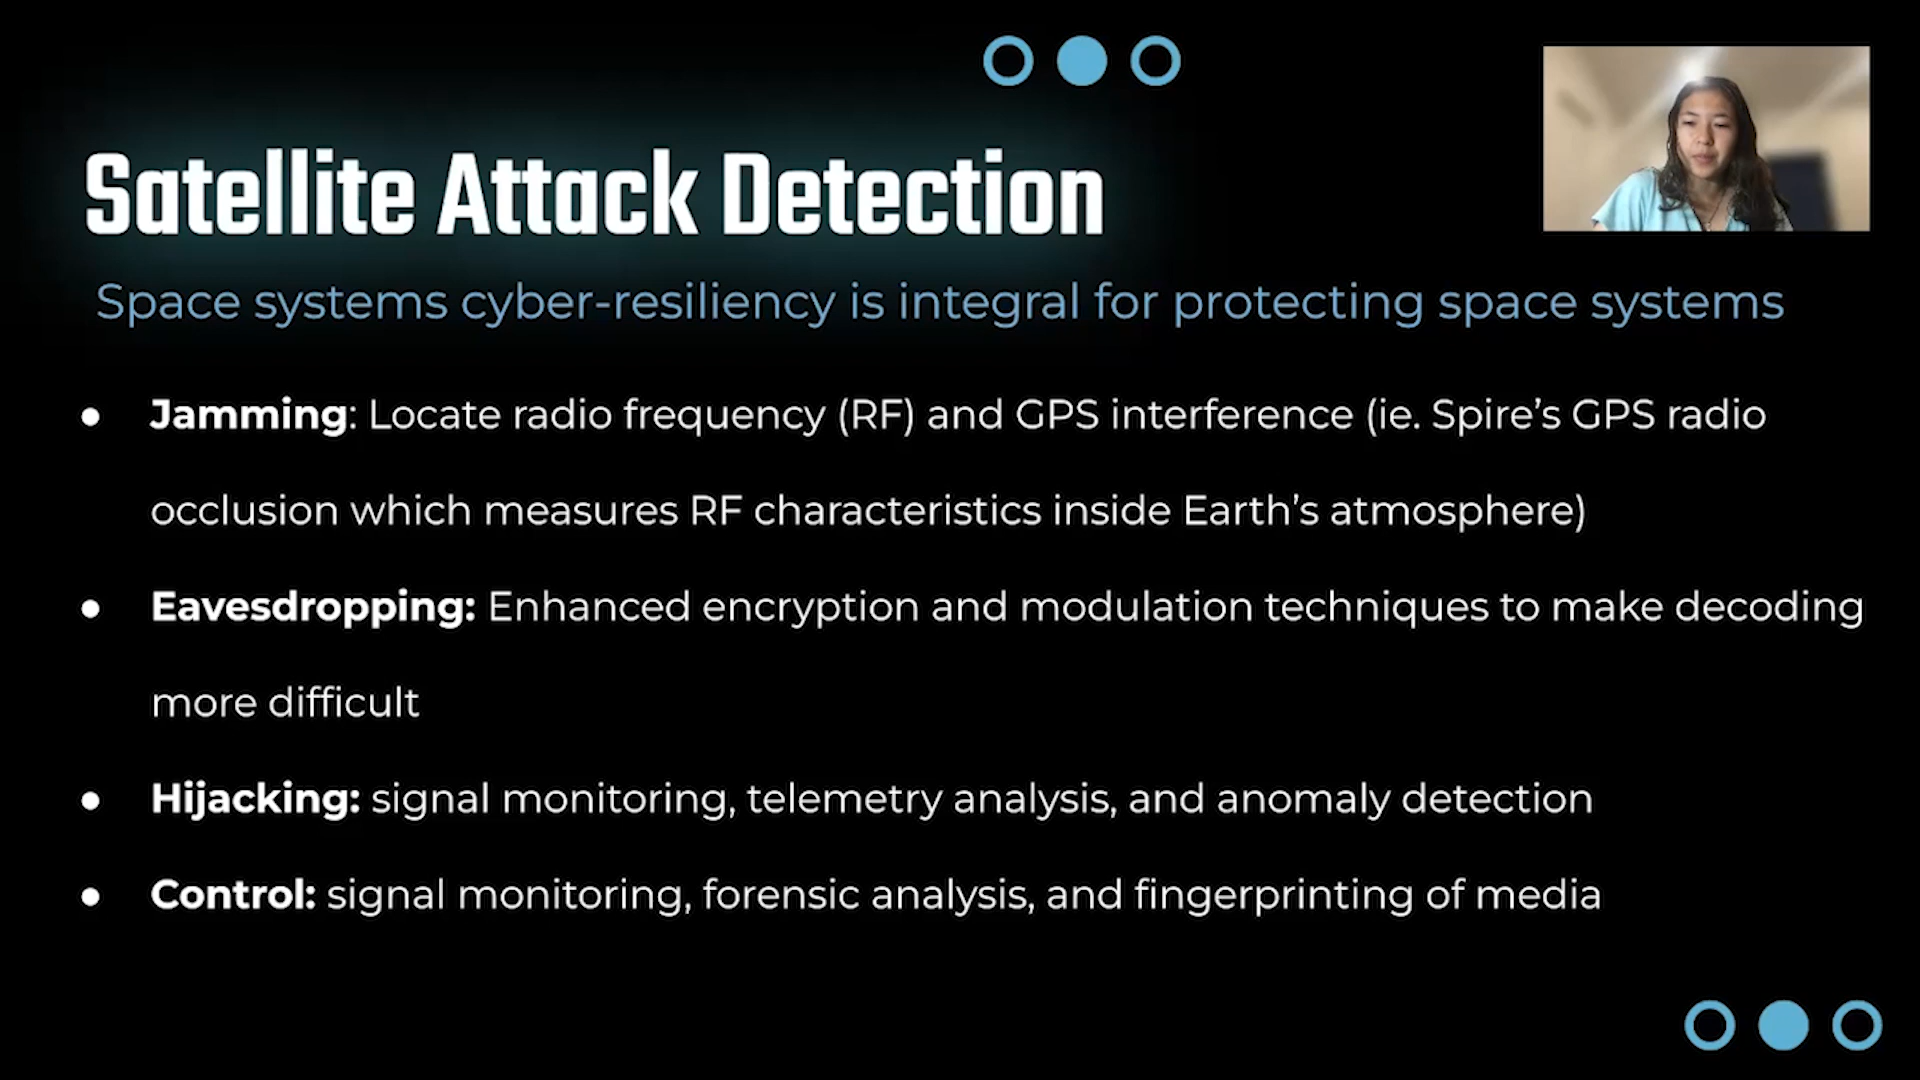 Satellite Attack Detection
Space systems cyber-resiliency is integral for protecting space systems
● Jamming: Locate radio frequency (RF) and GPS interference (ie. Spire’s GPS radio
occlusion which measures RF characteristics inside Earth’s atmosphere)
● Eavesdropping: Enhanced encryption and modulation techniques to make decoding
more difficult
● Hijacking: signal monitoring, telemetry analysis, and anomaly detection
● Control: signal monitoring, forensic analysis, and fingerprinting of media